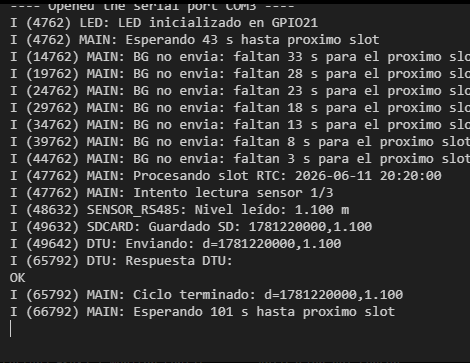 ---- Opened the serial port COM3 ----
I (4762) LED: LED inicializado en GPIO21
I (4762) MAIN: Esperando 43 s hasta proximo slot
I (14762) MAIN: BG no envia: faltan 33 s para el proximo slo
I (19762) MAIN: BG no envia: faltan 28 s para el proximo slo
I (24762) MAIN: BG no envia: faltan 23 s para el proximo slo
I (29762) MAIN: BG no envia: faltan 18 s para el proximo slo
I (34762) MAIN: BG no envia: faltan 13 s para el proximo slo
I (39762) MAIN: BG no envia: faltan 8 s para el proximo slot
I (44762) MAIN: BG no envia: faltan 3 s para el proximo slot
I (47762) MAIN: Procesando slot RTC: 2026-06-11 20:20:00
I (47762) MAIN: Intento lectura sensor 1/3
I (48632) SENSOR_RS485: Nivel leído: 1.100 m
I (49632) SDCARD: Guardado SD: 1781220000,1.100
I (49642) DTU: Enviando: d=1781220000,1.100
I (65792) DTU: Respuesta DTU:
OK
I (65792) MAIN: Ciclo terminado: d=1781220000,1.100
I (66792) MAIN: Esperando 101 s hasta proximo slot